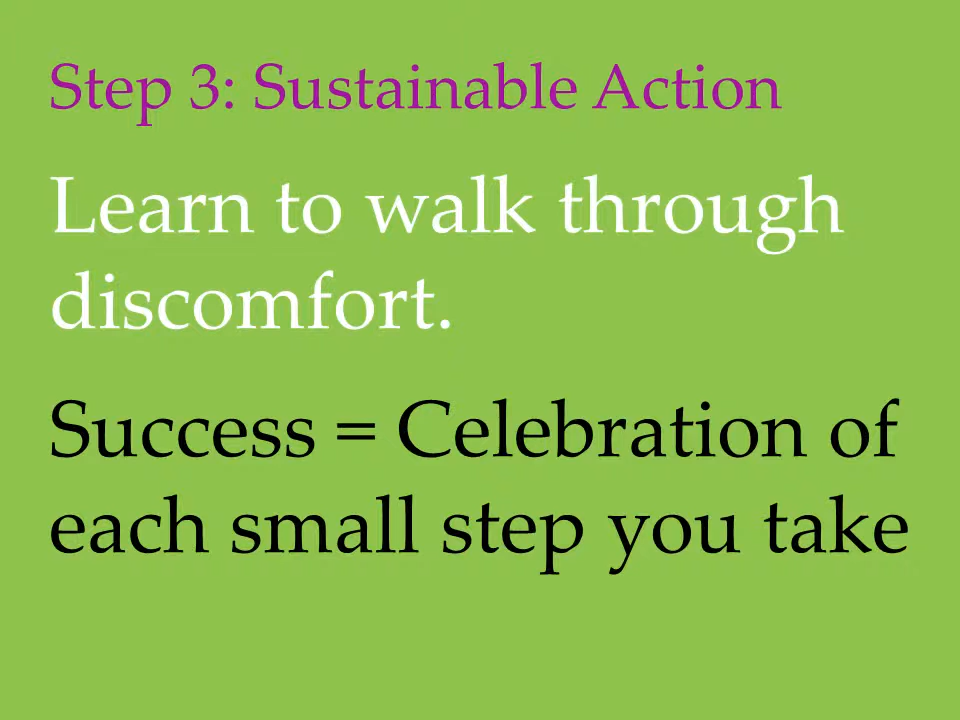 Step 3: Sustainable Action
Learn to walk through
discomfort.
Success = Celebration of
each small step you take